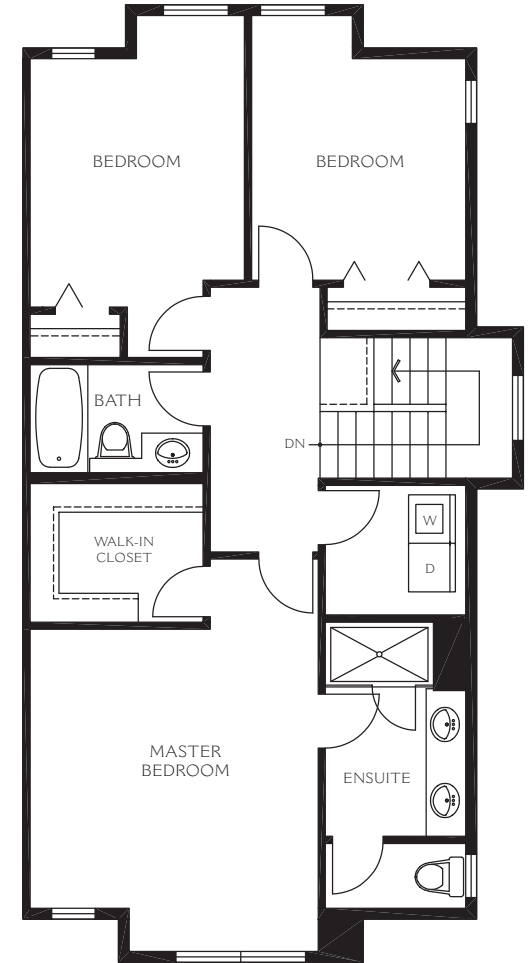 BEDROOM
BEDROOM
BATH
DN
WALK-IN
CLOSET
W
D
MASTER
BEDROOM
ENSUITE